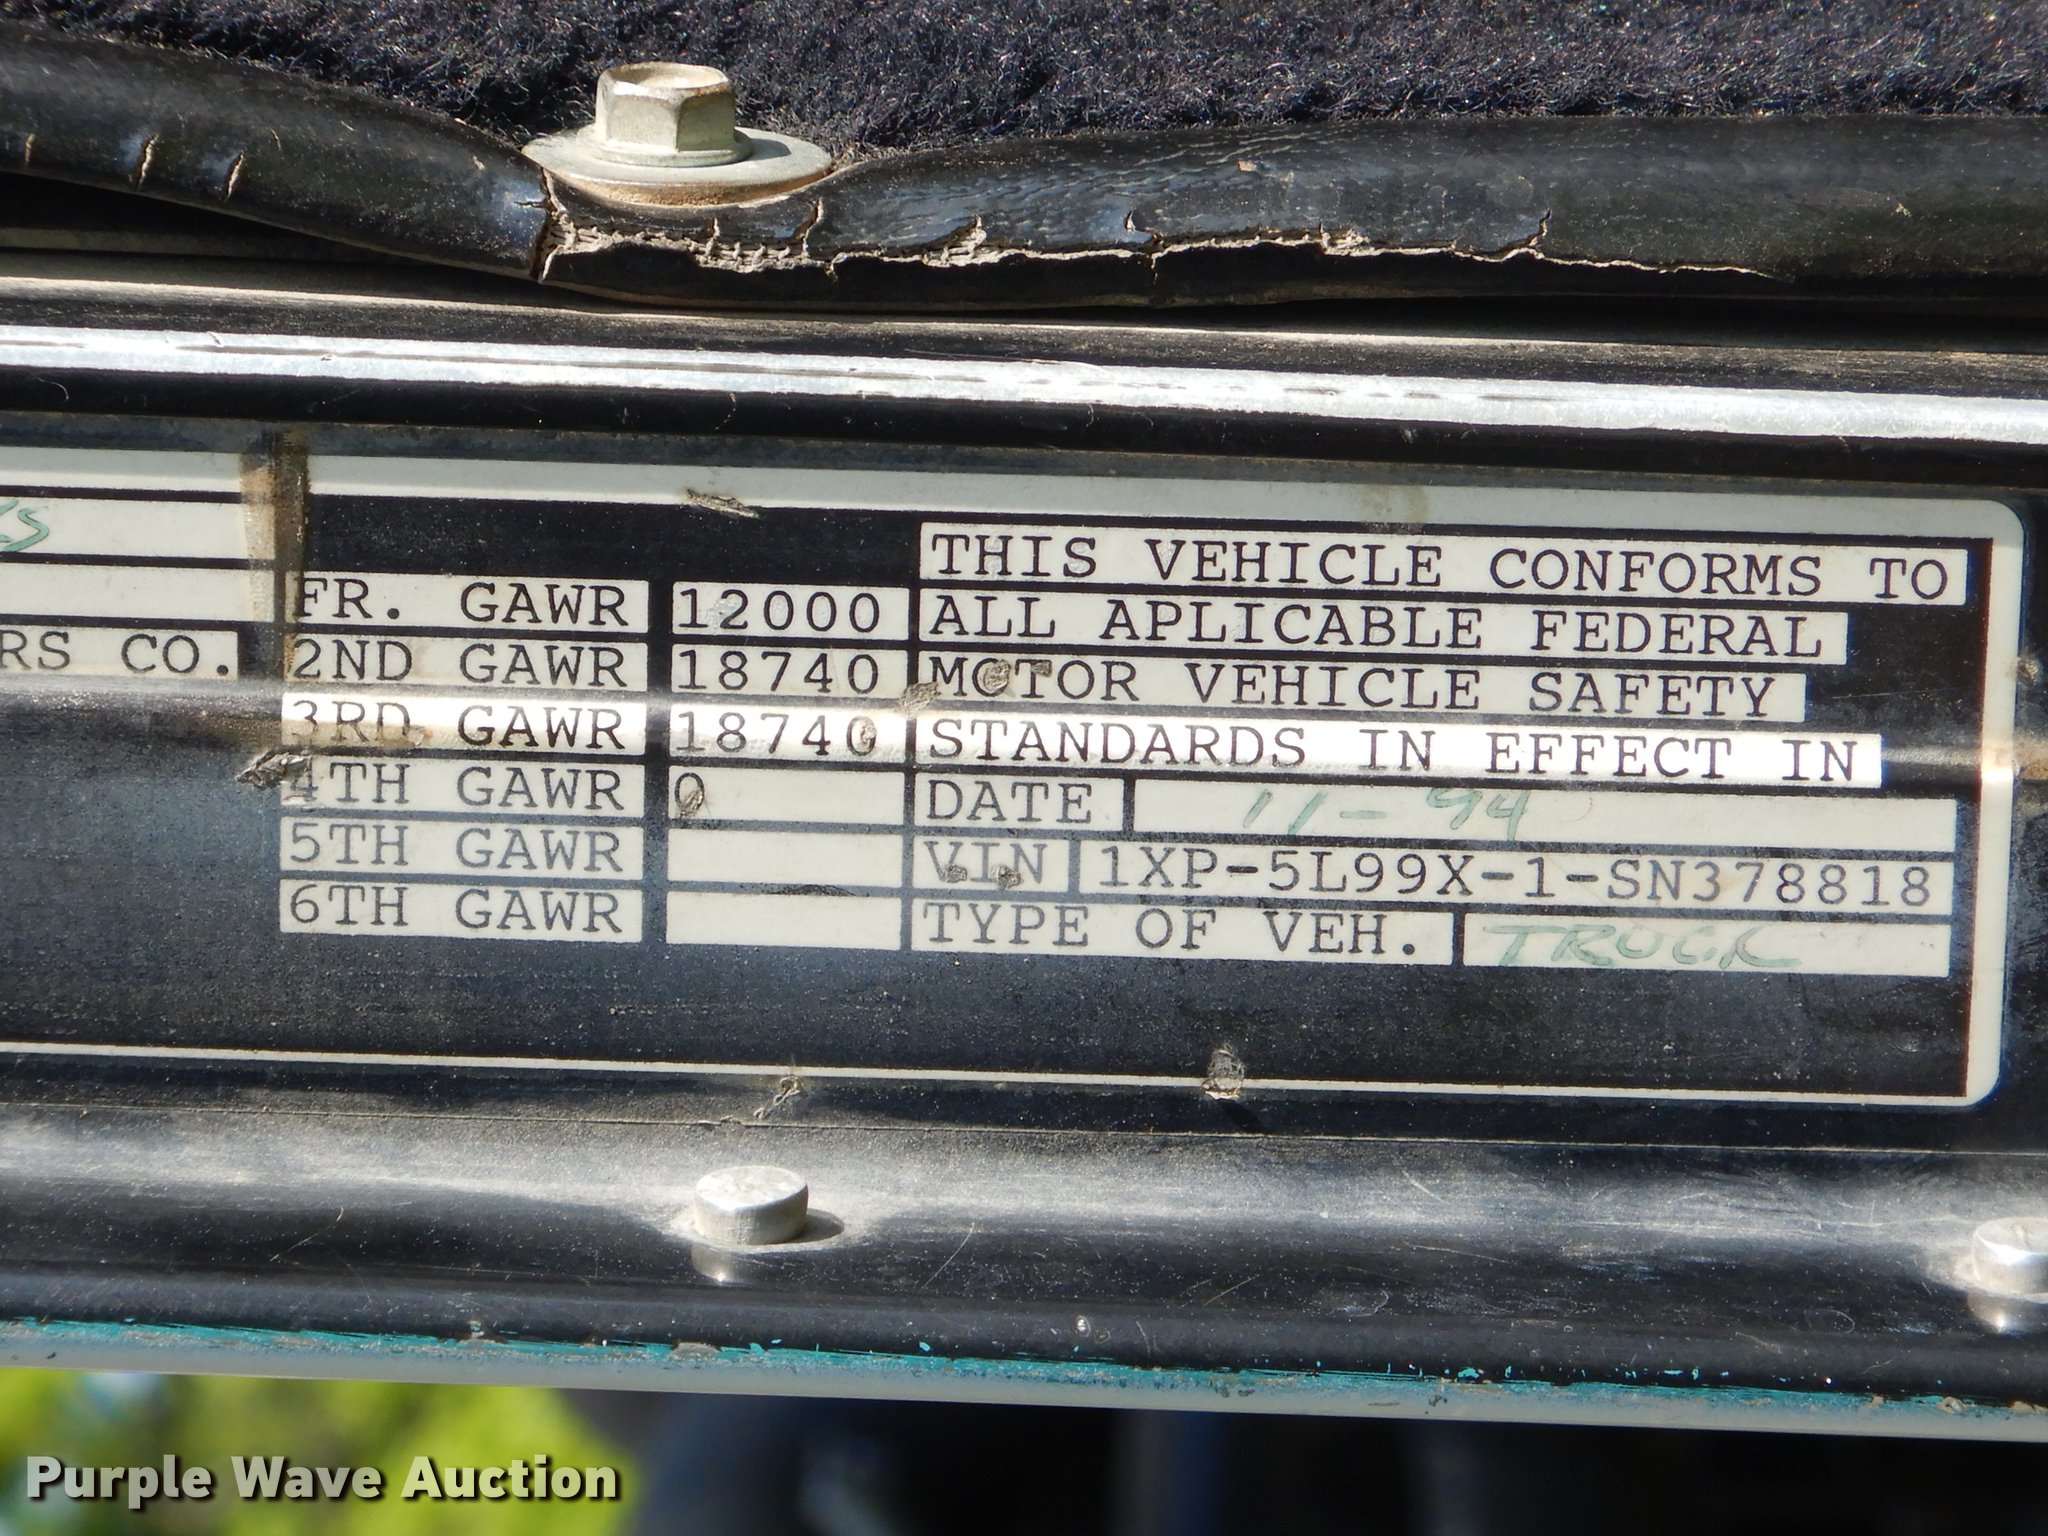 RS CO.
FR. GAWR 12000
2ND GAWR 18740
3RD GAWR 18740
4TH GAWR 0
5TH GAWR
6TH GAWR
THIS VEHICLE CONFORMS TO
ALL APLICABLE FEDERAL
MOTOR VEHICLE SAFETY
STANDARDS IN EFFECT IN
DATE 11-94
VIN 1XP-5L99X-1-SN378818
TYPE OF VEH. TRUCK
Purple Wave Auction